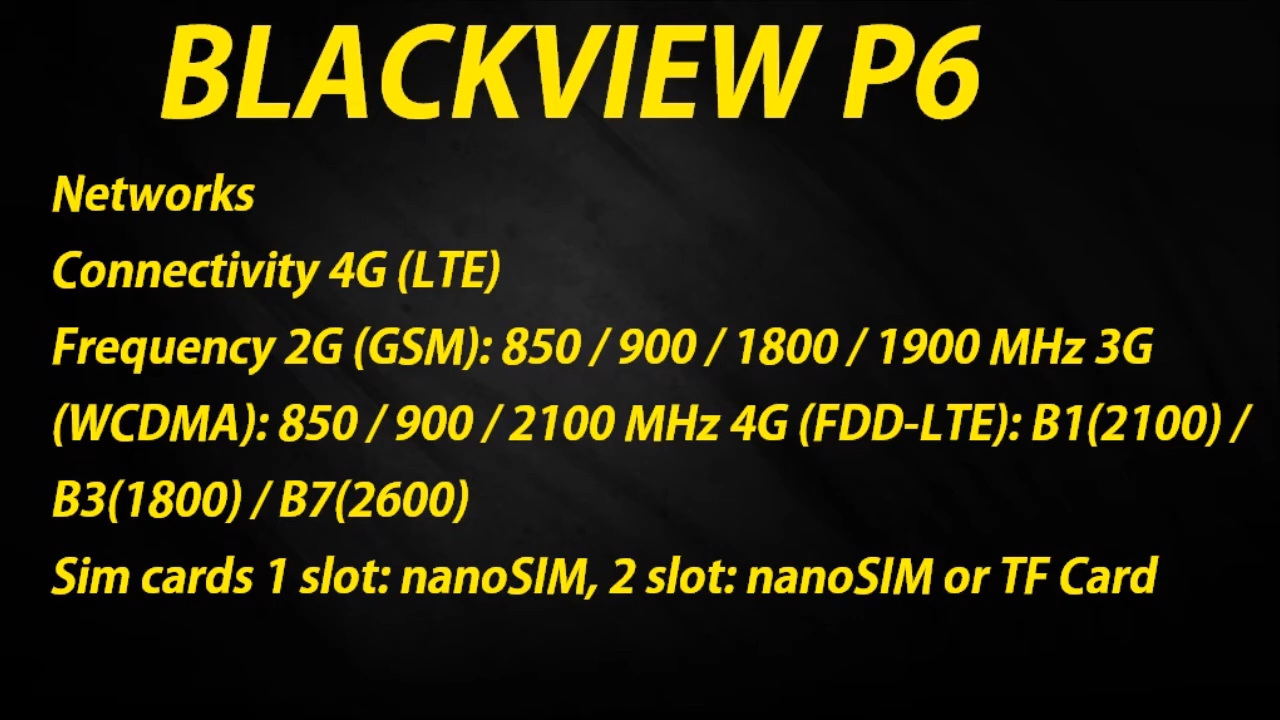 BLACKVIEW P6
Networks
Connectivity 4G (LTE)
Frequency 2G (GSM): 850 / 900 / 1800 / 1900 MHz 3G
(WCDMA): 850 / 900 / 2100 MHz 4G (FDD-LTE): B1(2100) /
B3(1800) / B7(2600)
Sim cards 1 slot: nanoSIM, 2 slot: nanoSIM or TF Card